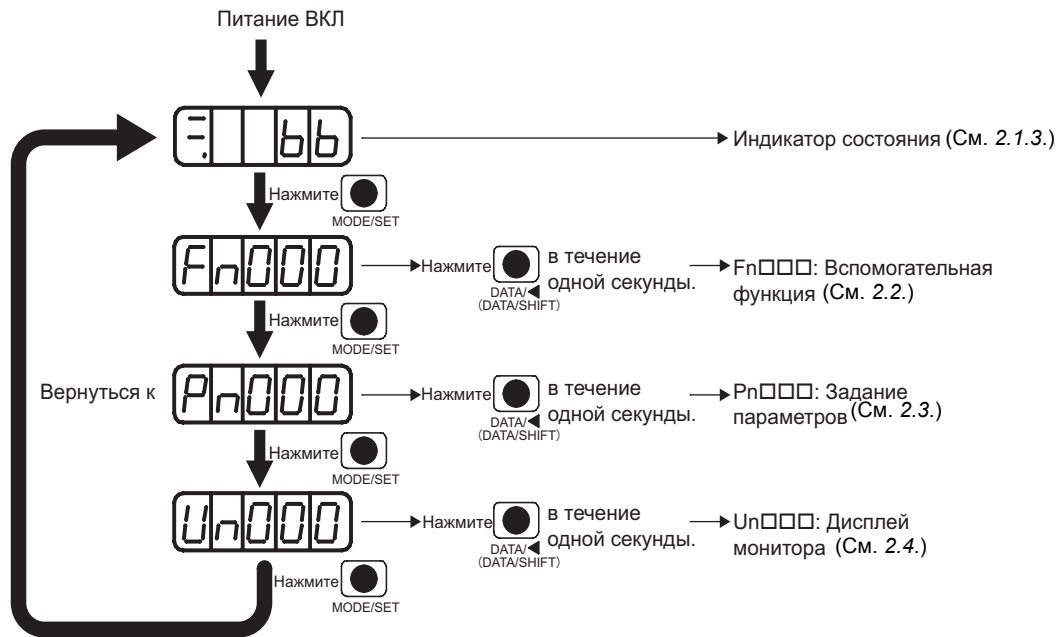 Питание ВКЛ
bb
Индикатор состояния (См. 2.1.3.)
Нажмите
MODE/SET
Fn000
Нажмите
DATA/◀
(DATA/SHIFT)
в течение
одной секунды.
Fn□□□: Вспомогательная
функция (См. 2.2.)
Нажмите
MODE/SET
Вернуться к
Pn000
Нажмите
DATA/◀
(DATA/SHIFT)
в течение
одной секунды.
Pn□□□: Задание
параметров (См. 2.3.)
Нажмите
MODE/SET
Un000
Нажмите
DATA/◀
(DATA/SHIFT)
в течение
одной секунды.
Un□□□: Дисплей
монитора (См. 2.4.)
Нажмите
MODE/SET